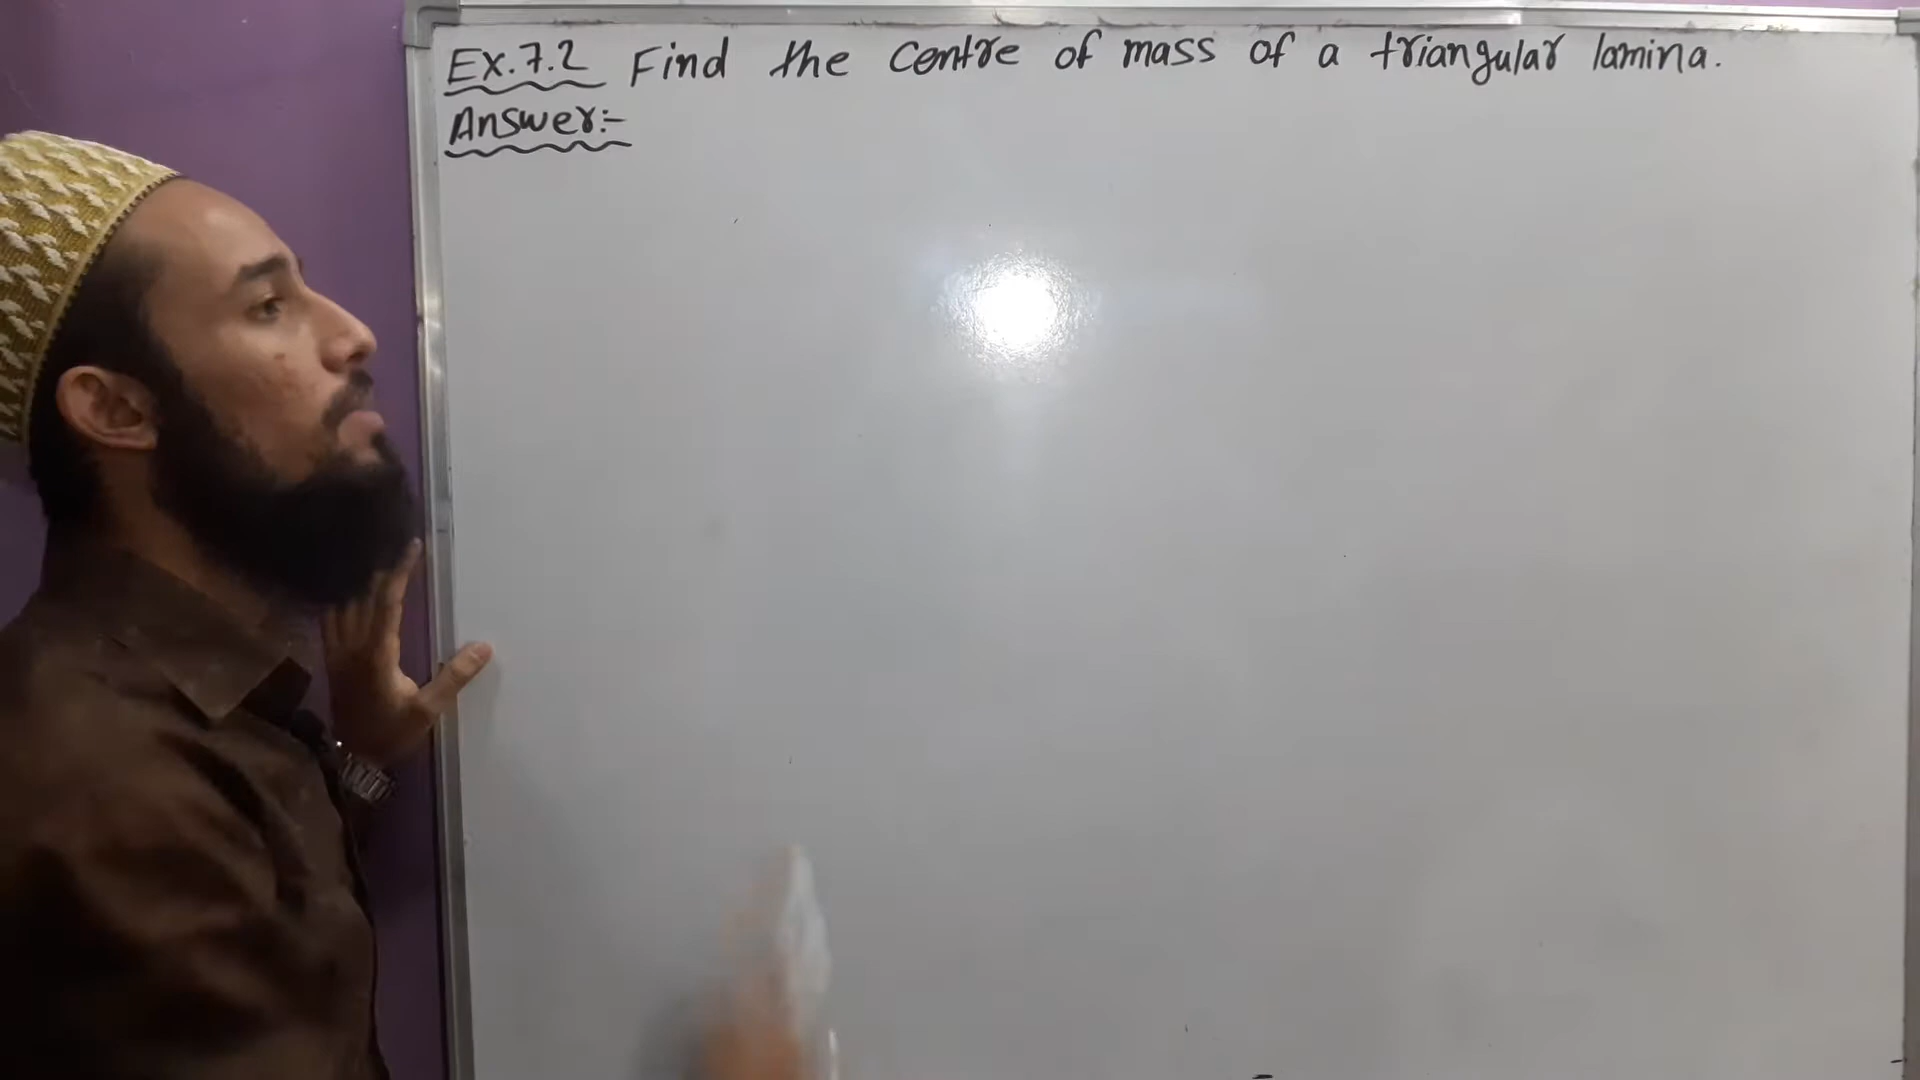 Ex.7.2 Find the centre of mass of a triangular lamina.
Answer:-